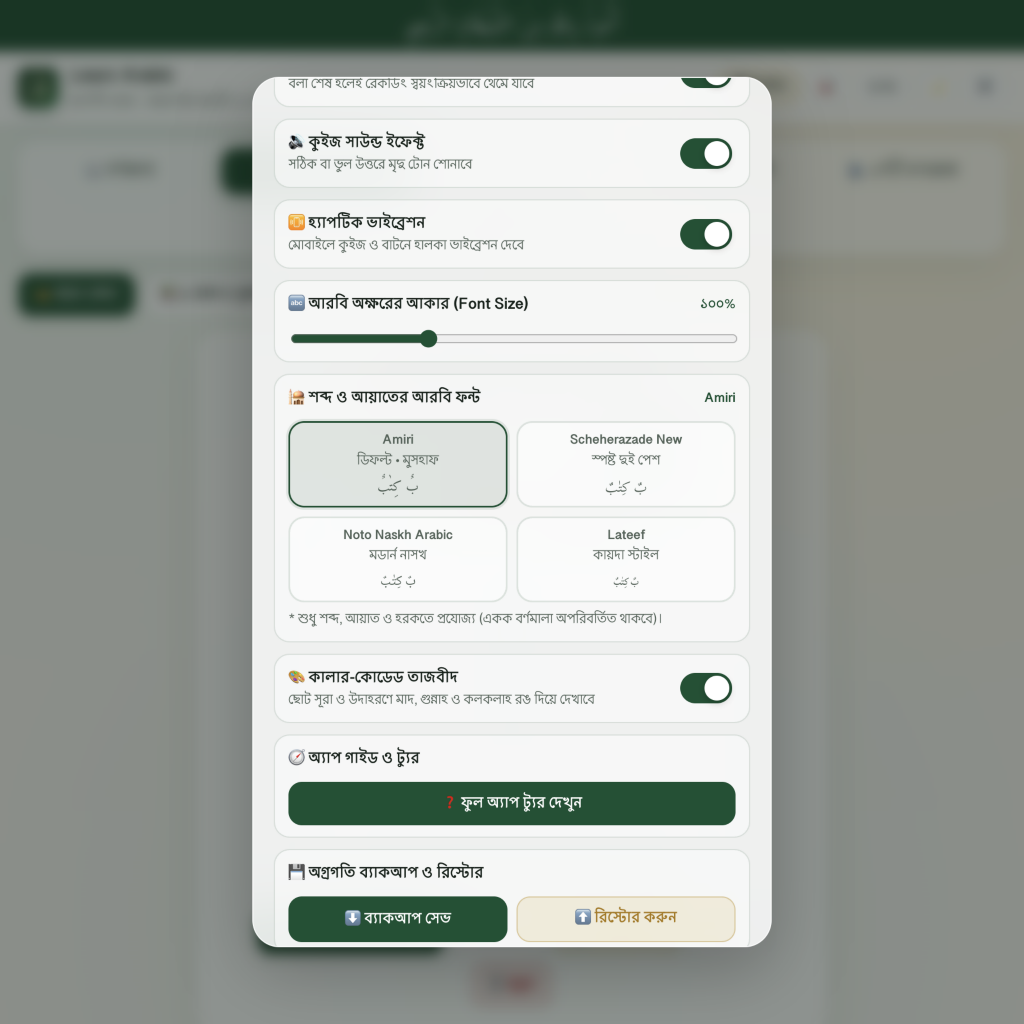 বলা শেষ হলেই রেকর্ডিং স্বয়ংক্রিয়ভাবে থেমে যাবে
কুইজ সাউন্ড ইফেক্ট
সঠিক বা ভুল উত্তরে মৃদু টোন শোনাবে
হ্যাপটিক ভাইব্রেশন
মোবাইলে কুইজ ও বাটনে হালকা ভাইব্রেশন দেবে
আরবি অক্ষরের আকার (Font Size) ১০০%
শব্দ ও আয়াতের আরবি ফন্ট Amiri
Amiri
ডিফল্ট • মুসহাফ
بٌ كِتٰبٌ
Scheherazade New
স্পষ্ট দুই পেশ
بٌ كِتٰبٌ
Noto Naskh Arabic
মডার্ন নাসখ
بٌ كِتٰبٌ
Lateef
কায়দা স্টাইল
بٌ كِتٰبٌ
* শুধু শব্দ, আয়াত ও হরকতে প্রযোজ্য (একক বর্ণমালা অপরিবর্তিত থাকবে)।
কালার-কোডেড তাজবীদ
ছোট সূরা ও উদাহরণে মাদ, গুন্নাহ ও কলকলাহ রঙ দিয়ে দেখাবে
অ্যাপ গাইড ও ট্যুর
❓ ফুল অ্যাপ ট্যুর দেখুন
অগ্রগতি ব্যাকআপ ও রিস্টোর
ব্যাকআপ সেভ
রিস্টোর করুন